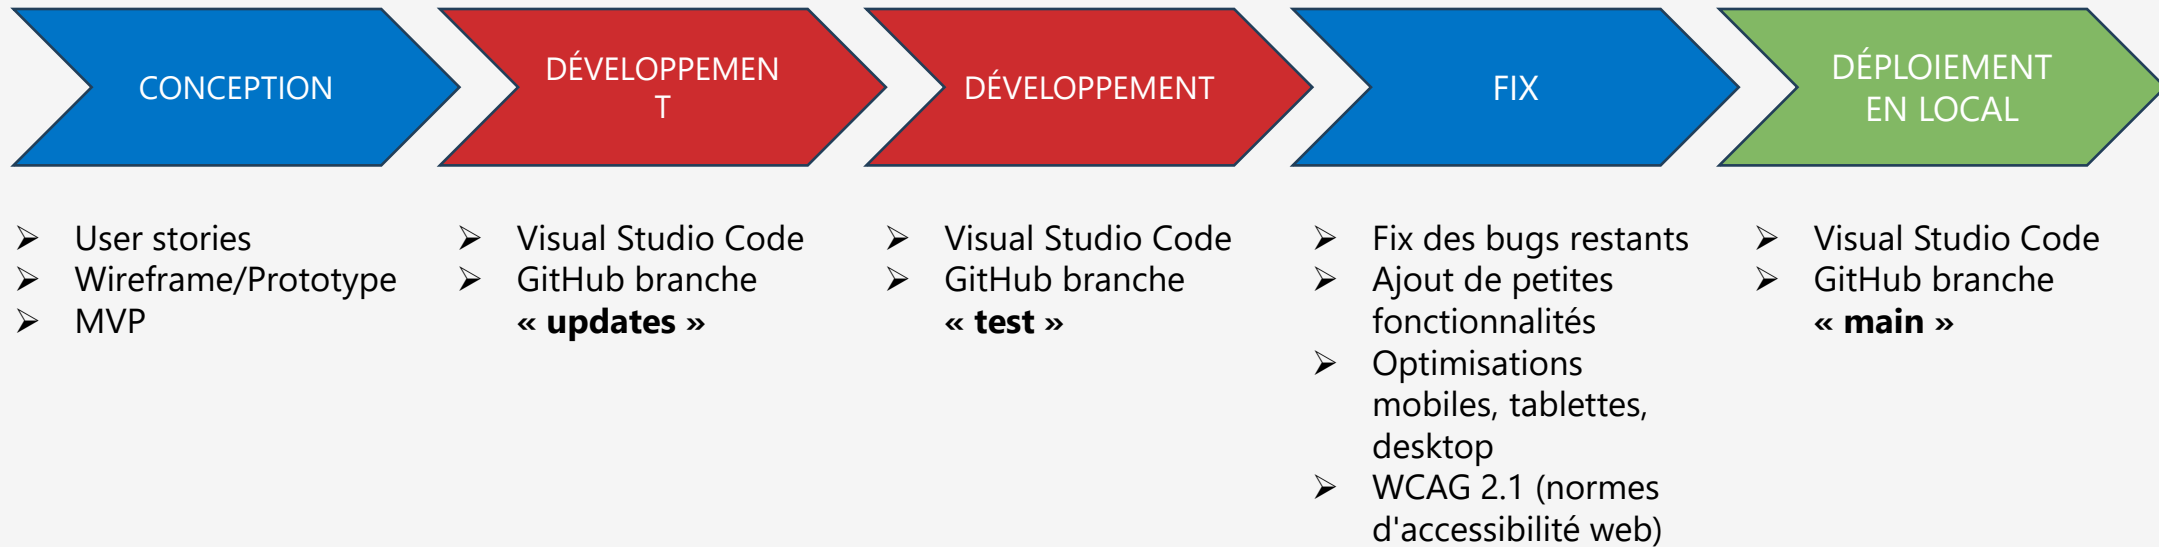 CONCEPTION
DÉVELOPPEMEN
T
DÉVELOPPEMENT
FIX
DÉPLOIEMENT
EN LOCAL
➢ User stories
➢ Wireframe/Prototype
➢ MVP
➢ Visual Studio Code
➢ GitHub branche
« updates »
➢ Visual Studio Code
➢ GitHub branche
« test »
➢ Fix des bugs restants
➢ Ajout de petites
fonctionnalités
➢ Optimisations
mobiles, tablettes,
desktop
➢ WCAG 2.1 (normes
d'accessibilité web)
➢ Visual Studio Code
➢ GitHub branche
« main »